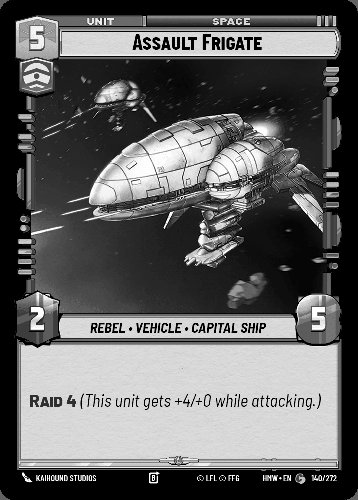 UNIT SPACE
5
ASSAULT FRIGATE
2
5
REBEL • VEHICLE • CAPITAL SHIP
RAID 4 (This unit gets +4/+0 while attacking.)
KAIHOUND STUDIOS © LFL © FFG HMW • EN 140/272